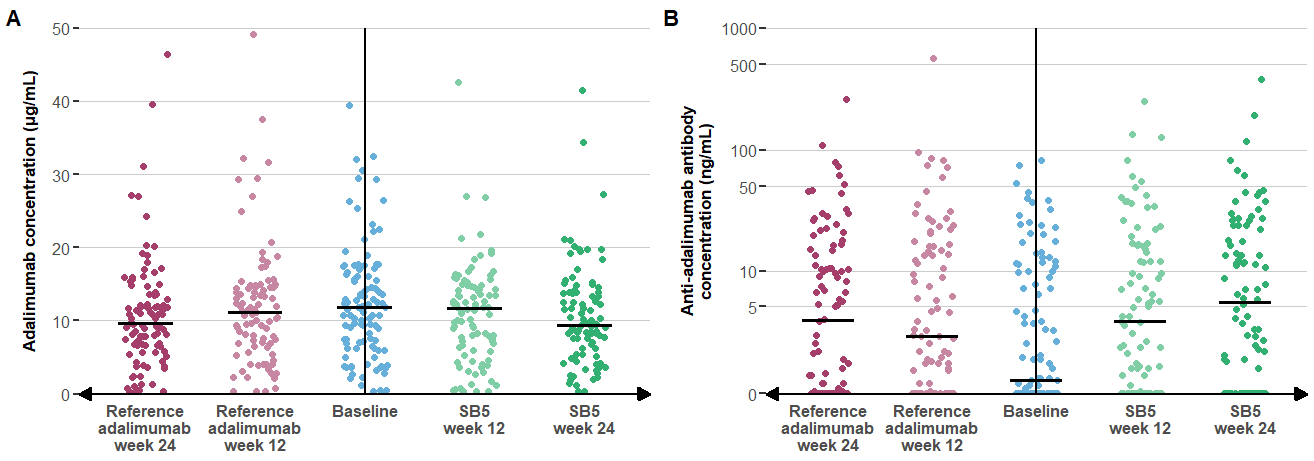 A
Adalimumab concentration (µg/mL)
50
40
30
20
10
0
Reference
adalimumab
week 24
Reference
adalimumab
week 12
Baseline
SB5
week 12
SB5
week 24
B
Anti-adalimumab antibody
concentration (ng/mL)
1000
500
100
50
10
5
0
Reference
adalimumab
week 24
Reference
adalimumab
week 12
Baseline
SB5
week 12
SB5
week 24